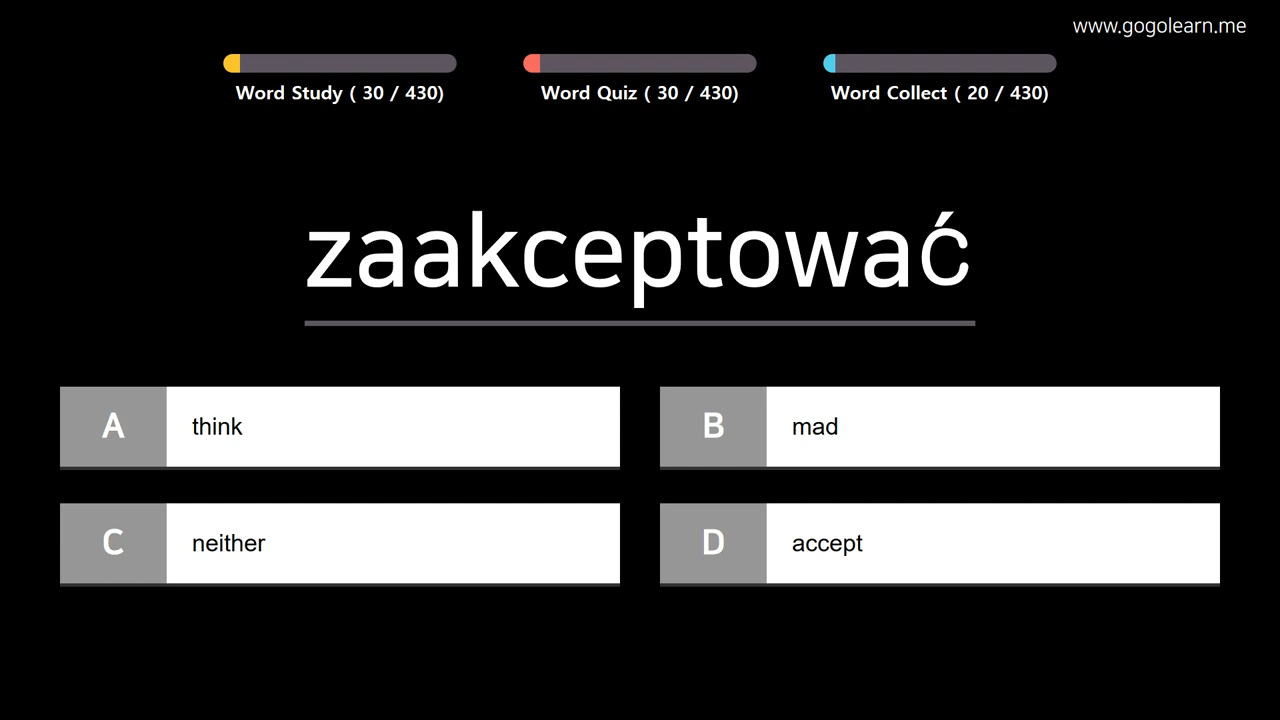 www.gogolearn.me
Word Study ( 30 / 430)
Word Quiz ( 30 / 430)
Word Collect ( 20 / 430)
zaakceptować
A think
B mad
C neither
D accept